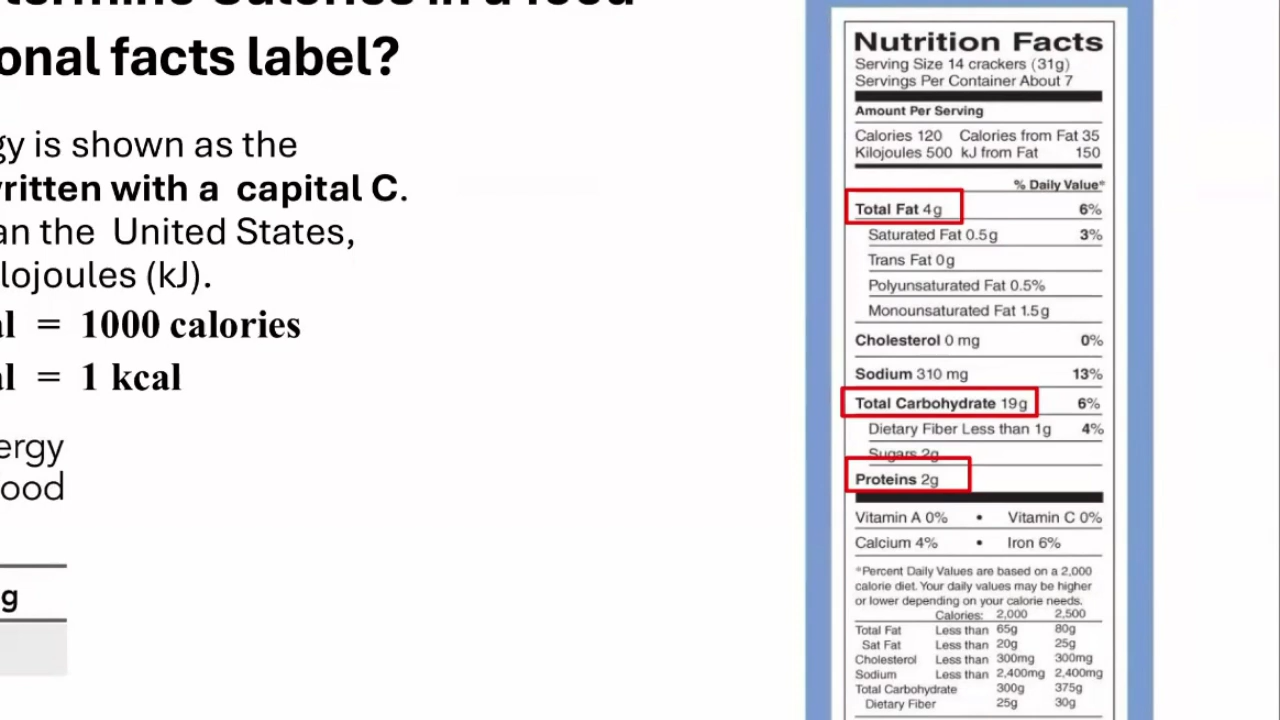 onal facts label?
gy is shown as the
written with a capital C.
an the United States,
lojoules (kJ).
al = 1000 calories
al = 1 kcal
ergy
ood
g
Nutrition Facts
Serving Size 14 crackers (31g)
Servings Per Container About 7
Amount Per Serving
Calories 120 Calories from Fat 35
Kilojoules 500 kJ from Fat 150
% Daily Value*
Total Fat 4g 6%
Saturated Fat 0.5g 3%
Trans Fat 0g
Polyunsaturated Fat 0.5%
Monounsaturated Fat 1.5g
Cholesterol 0 mg 0%
Sodium 310 mg 13%
Total Carbohydrate 19g 6%
Dietary Fiber Less than 1g 4%
Sugars 2g
Proteins 2g
Vitamin A 0% • Vitamin C 0%
Calcium 4% • Iron 6%
*Percent Daily Values are based on a 2,000
calorie diet. Your daily values may be higher
or lower depending on your calorie needs.
Calories: 2,000 2,500
Total Fat Less than 65g 80g
Sat Fat Less than 20g 25g
Cholesterol Less than 300mg 300mg
Sodium Less than 2,400mg 2,400mg
Total Carbohydrate 300g 375g
Dietary Fiber 25g 30g